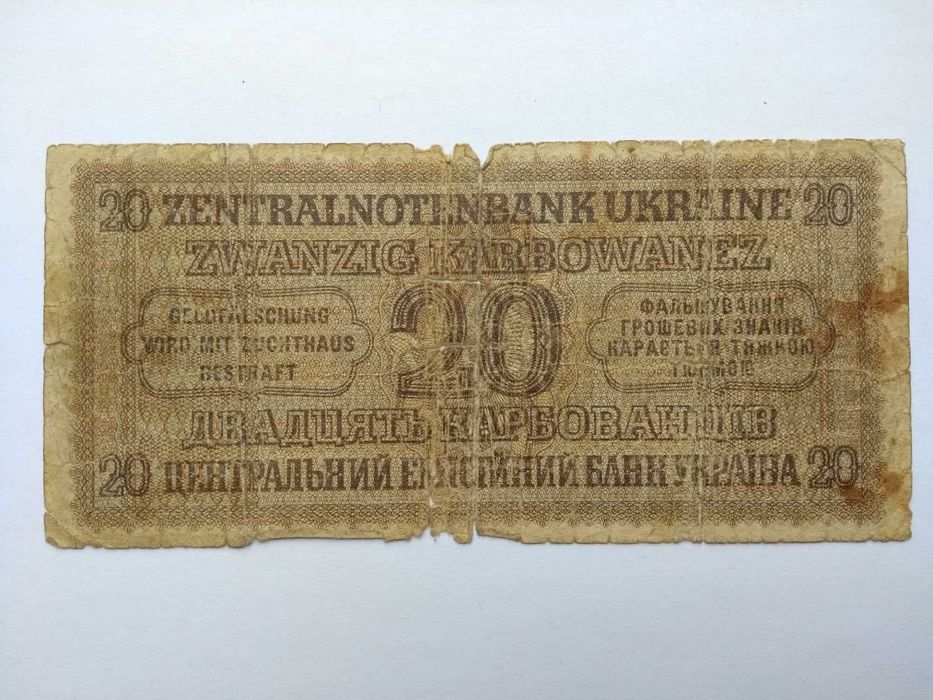 20 ZENTRALNOTENBANK UKRAINE 20
ZWANZIG KARBOWANEZ
GELDFÄLSCHUNG
WIRD MIT ZUCHTHAUS
BESTRAFT
20
ФАЛЬШУВАННЯ
ГРОШЕВИХ ЗНАКІВ
КАРАЄТЬСЯ ТЯЖКОЮ
ТЮРМОЮ
ДВАДЦЯТЬ КАРБОВАНЦІВ
20 ЦЕНТРАЛЬНИЙ ЕМІСІЙНИЙ БАНК УКРАЇНА 20